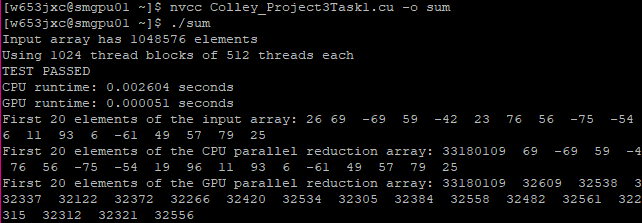 [w653jxc@smgpu01 ~]$ nvcc Colley_Project3Task1.cu -o sum
[w653jxc@smgpu01 ~]$ ./sum
Input array has 1048576 elements
Using 1024 thread blocks of 512 threads each
TEST PASSED
CPU runtime: 0.002604 seconds
GPU runtime: 0.000051 seconds
First 20 elements of the input array: 26 69 -69 59 -42 23 76 56 -75 -54
6 11 93 6 -61 49 57 79 25
First 20 elements of the CPU parallel reduction array: 33180109 69 -69 59 -4
76 56 -75 -54 19 96 11 93 6 -61 49 57 79 25
First 20 elements of the GPU parallel reduction array: 33180109 32609 32538 3
32337 32122 32372 32266 32420 32534 32305 32384 32558 32482 32561 322
315 32312 32321 32556